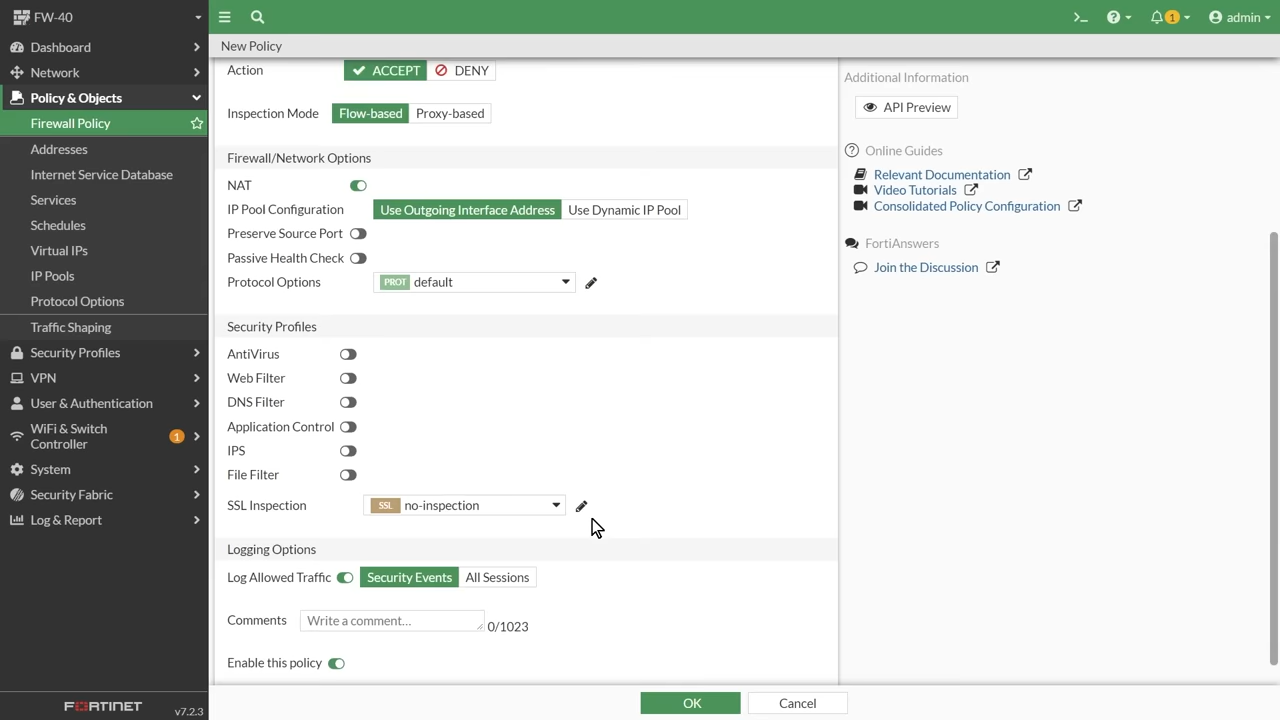 FW-40
admin
1
Dashboard
Network
Policy & Objects
Firewall Policy
Addresses
Internet Service Database
Services
Schedules
Virtual IPs
IP Pools
Protocol Options
Traffic Shaping
Security Profiles
VPN
User & Authentication
WiFi & Switch
Controller
1
System
Security Fabric
Log & Report
FORTINET
v7.2.3
New Policy
Action ACCEPT DENY
Inspection Mode Flow-based Proxy-based
Firewall/Network Options
NAT
IP Pool Configuration Use Outgoing Interface Address Use Dynamic IP Pool
Preserve Source Port
Passive Health Check
Protocol Options PROT default
Security Profiles
AntiVirus
Web Filter
DNS Filter
Application Control
IPS
File Filter
SSL Inspection SSL no-inspection
Logging Options
Log Allowed Traffic Security Events All Sessions
Comments Write a comment... 0/1023
Enable this policy
OK Cancel
Additional Information
API Preview
Online Guides
Relevant Documentation
Video Tutorials
Consolidated Policy Configuration
FortiAnswers
Join the Discussion